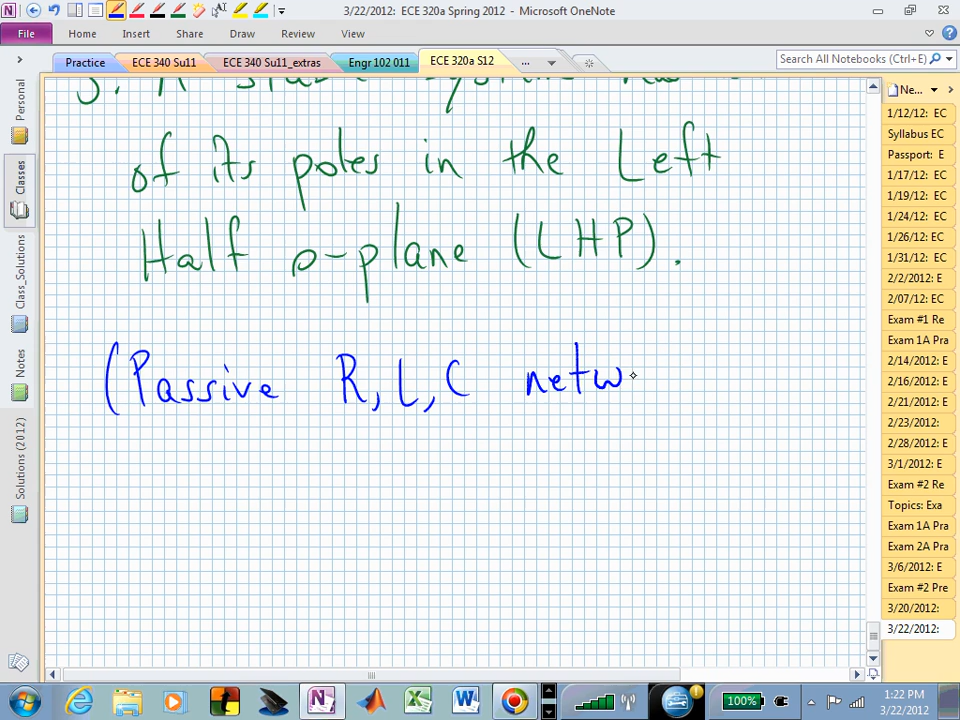 3/22/2012: ECE 320a Spring 2012 - Microsoft OneNote
File Home Insert Share Draw Review View
Practice ECE 340 Su11 ECE 340 Su11_extras Engr 102 011 ECE 320a S12 ...
Search All Notebooks (Ctrl+E)
Personal
Classes
Class_Solutions
Notes
Solutions (2012)
of its poles in the Left
Half s-plane (LHP).
(Passive R, L, C netw
Ne...
1/12/12: EC
Syllabus EC
Passport: E
1/17/12: EC
1/19/12: EC
1/24/12: EC
1/26/12: EC
1/31/12: EC
2/2/2012: E
2/07/12: EC
Exam #1 Re
Exam 1A Pra
2/14/2012: E
2/16/2012: E
2/21/2012: E
2/23/2012:
2/28/2012: E
3/1/2012: E
Exam #2 Re
Topics: Exa
Exam 1A Pra
Exam 2A Pra
3/6/2012: E
Exam #2 Pre
3/20/2012:
3/22/2012:
100%
1:22 PM
3/22/2012